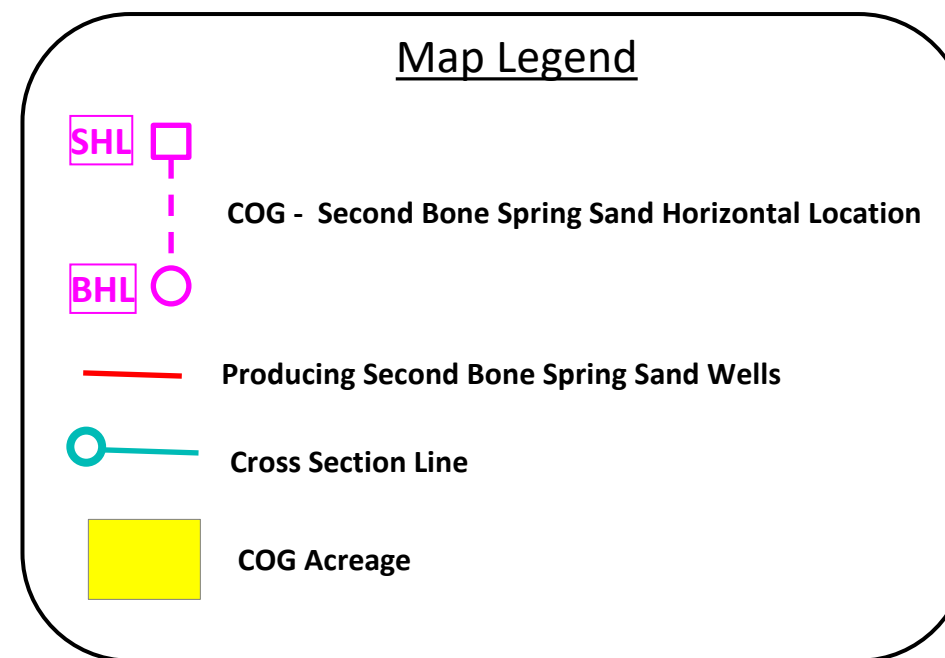 Map Legend
SHL
COG - Second Bone Spring Sand Horizontal Location
BHL
Producing Second Bone Spring Sand Wells
Cross Section Line
COG Acreage